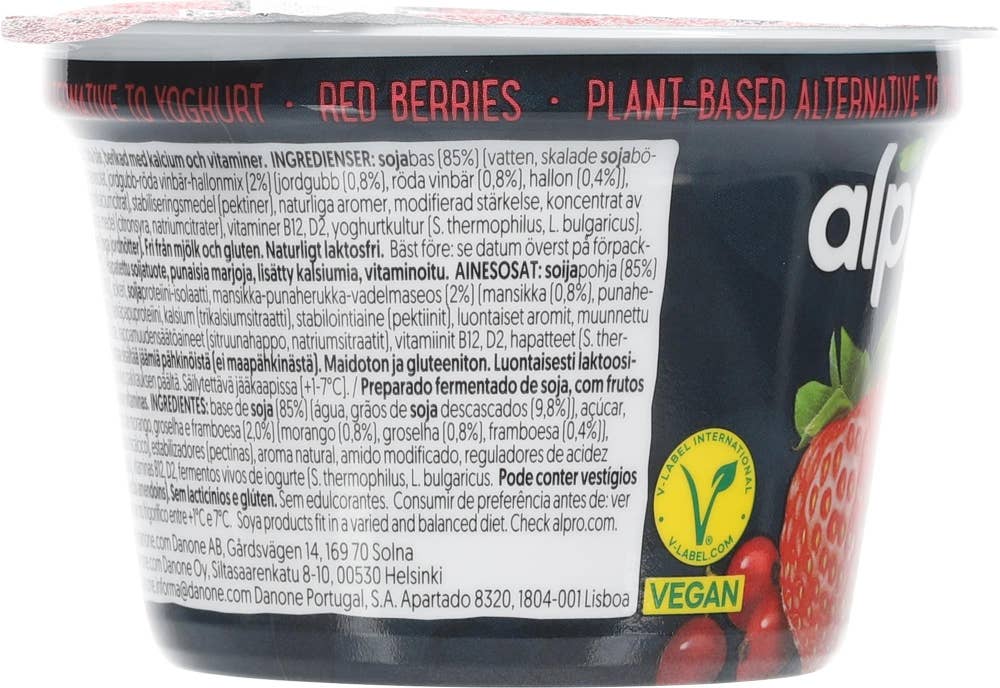 TO YOGHURT · RED BERRIES · PLANT-BASED ALTERNATIVE TO
berikad med kalcium och vitaminer. INGREDIENSER: sojabas (85%) (vatten, skalade sojabö-
jordgubb-röda vinbär-hallonmix (2%) (jordgubb (0,8%), röda vinbär (0,8%), hallon (0,4%)),
stabiliseringsmedel (pektiner), naturliga aromer, modifierad stärkelse, koncentrat av
(citronsyra, natriumcitrater), vitaminer B12, D2, yoghurtkultur (S. thermophilus, L. bulgaricus).
Fri från mjölk och gluten. Naturligt laktosfri. Bäst före: se datum överst på förpack-
soijatuote, punaisia marjoja, lisätty kalsiumia, vitaminoitu. AINESOSAT: soijapohja (85%)
soijaproteiini-isolaatti, mansikka-punaherukka-vadelmaseos (2%) (mansikka (0,8%), punahe-
kalsium (trikalsiumsitraatti), stabilointiaine (pektiinit), luontaiset aromit, muunnettu
happamuudensäätöaineet (sitruunahappo, natriumsitraatit), vitamiinit B12, D2, hapatteet (S. ther-
jäämiä pähkinöistä (ei maapähkinästä). Maidoton ja gluteeniton. Luontaisesti laktoosi-
päältä. Säilytettävä jääkaapissa (+1-7°C). / Preparado fermentado de soja, com frutos
INGREDIENTES: base de soja (85%) (água, grãos de soja descascados (9,8%)), açúcar,
morango, groselha e framboesa (2,0%) (morango (0,8%), groselha (0,8%), framboesa (0,4%)),
estabilizadores (pectinas), aroma natural, amido modificado, reguladores de acidez
B12, D2, fermentos vivos de iogurte (S. thermophilus, L. bulgaricus. Pode conter vestígios
Sem lacticínios e glúten. Sem edulcorantes. Consumir de preferência antes de: ver
frigorífico entre +1°C e 7°C. Soya products fit in a varied and balanced diet. Check alpro.com.
Danone AB, Gårdsvägen 14, 169 70 Solna
Danone Oy, Siltasaarenkatu 8-10, 00530 Helsinki
@danone.com Danone Portugal, S.A. Apartado 8320, 1804-001 Lisboa
alp
V-LABEL INTERNATIONAL
V
®
V-LABEL.COM
VEGAN